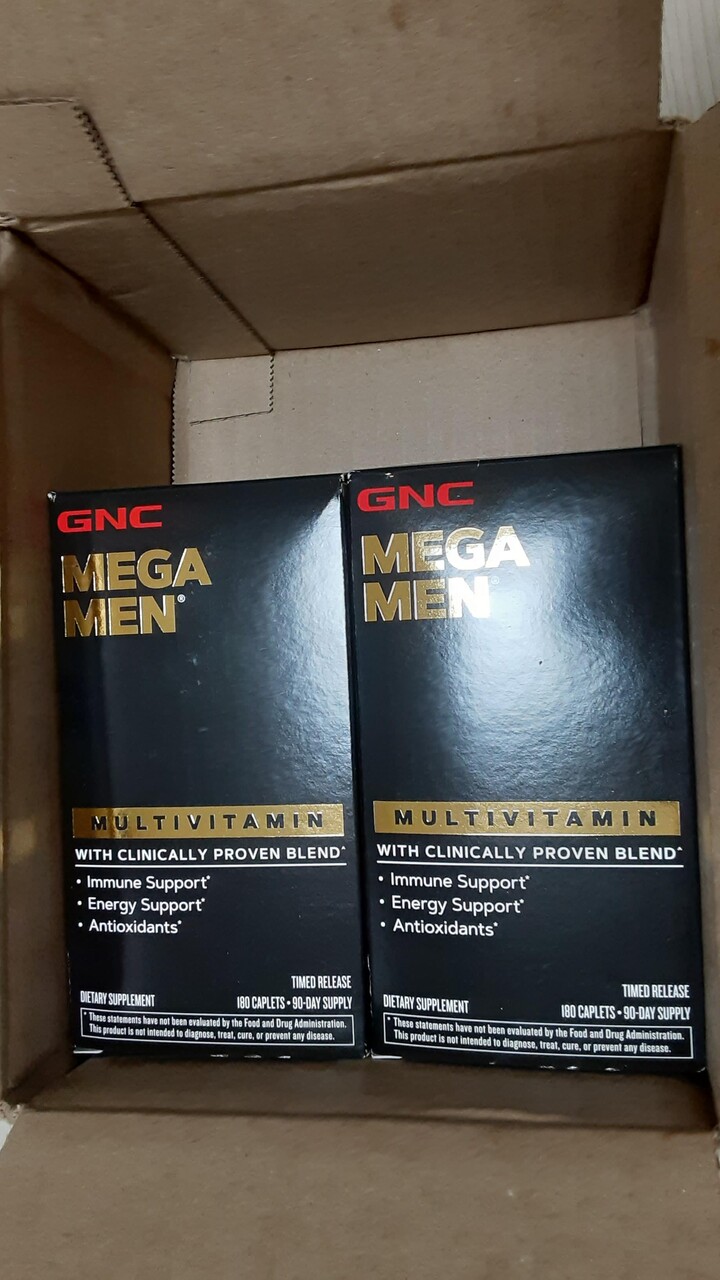 GNC
MEGA
MEN®
MULTIVITAMIN
WITH CLINICALLY PROVEN BLEND^
• Immune Support*
• Energy Support*
• Antioxidants*
TIMED RELEASE
DIETARY SUPPLEMENT 180 CAPLETS • 90-DAY SUPPLY
* These statements have not been evaluated by the Food and Drug Administration.
This product is not intended to diagnose, treat, cure, or prevent any disease.
GNC
MEGA
MEN®
MULTIVITAMIN
WITH CLINICALLY PROVEN BLEND^
• Immune Support*
• Energy Support*
• Antioxidants*
TIMED RELEASE
DIETARY SUPPLEMENT 180 CAPLETS • 90-DAY SUPPLY
* These statements have not been evaluated by the Food and Drug Administration.
This product is not intended to diagnose, treat, cure, or prevent any disease.